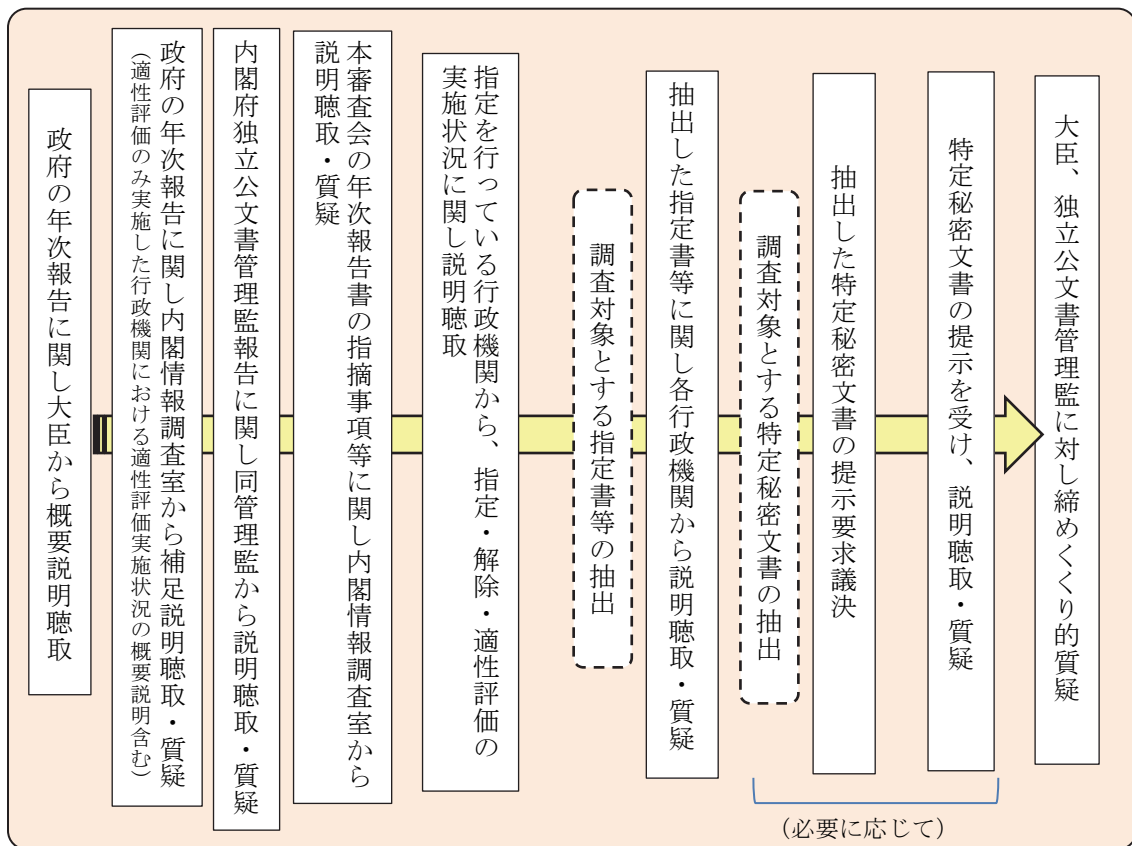 政府の年次報告に関し大臣から概要説明聴取
政府の年次報告に関し内閣情報調査室から補足説明聴取・質疑
（適性評価のみ実施した行政機関における適性評価実施状況の概要説明含む）
内閣府独立公文書管理監報告に関し同管理監から説明聴取・質疑
本審査会の年次報告書の指摘事項等に関し内閣情報調査室から
説明聴取・質疑
指定を行っている行政機関から、指定・解除・適性評価の
実施状況に関し説明聴取
調査対象とする指定書等の抽出
抽出した指定書等に関し各行政機関から説明聴取・質疑
調査対象とする特定秘密文書の抽出
抽出した特定秘密文書の提示要求議決
特定秘密文書の提示を受け、説明聴取・質疑
大臣、独立公文書管理監に対し締めくくり的質疑
（必要に応じて）